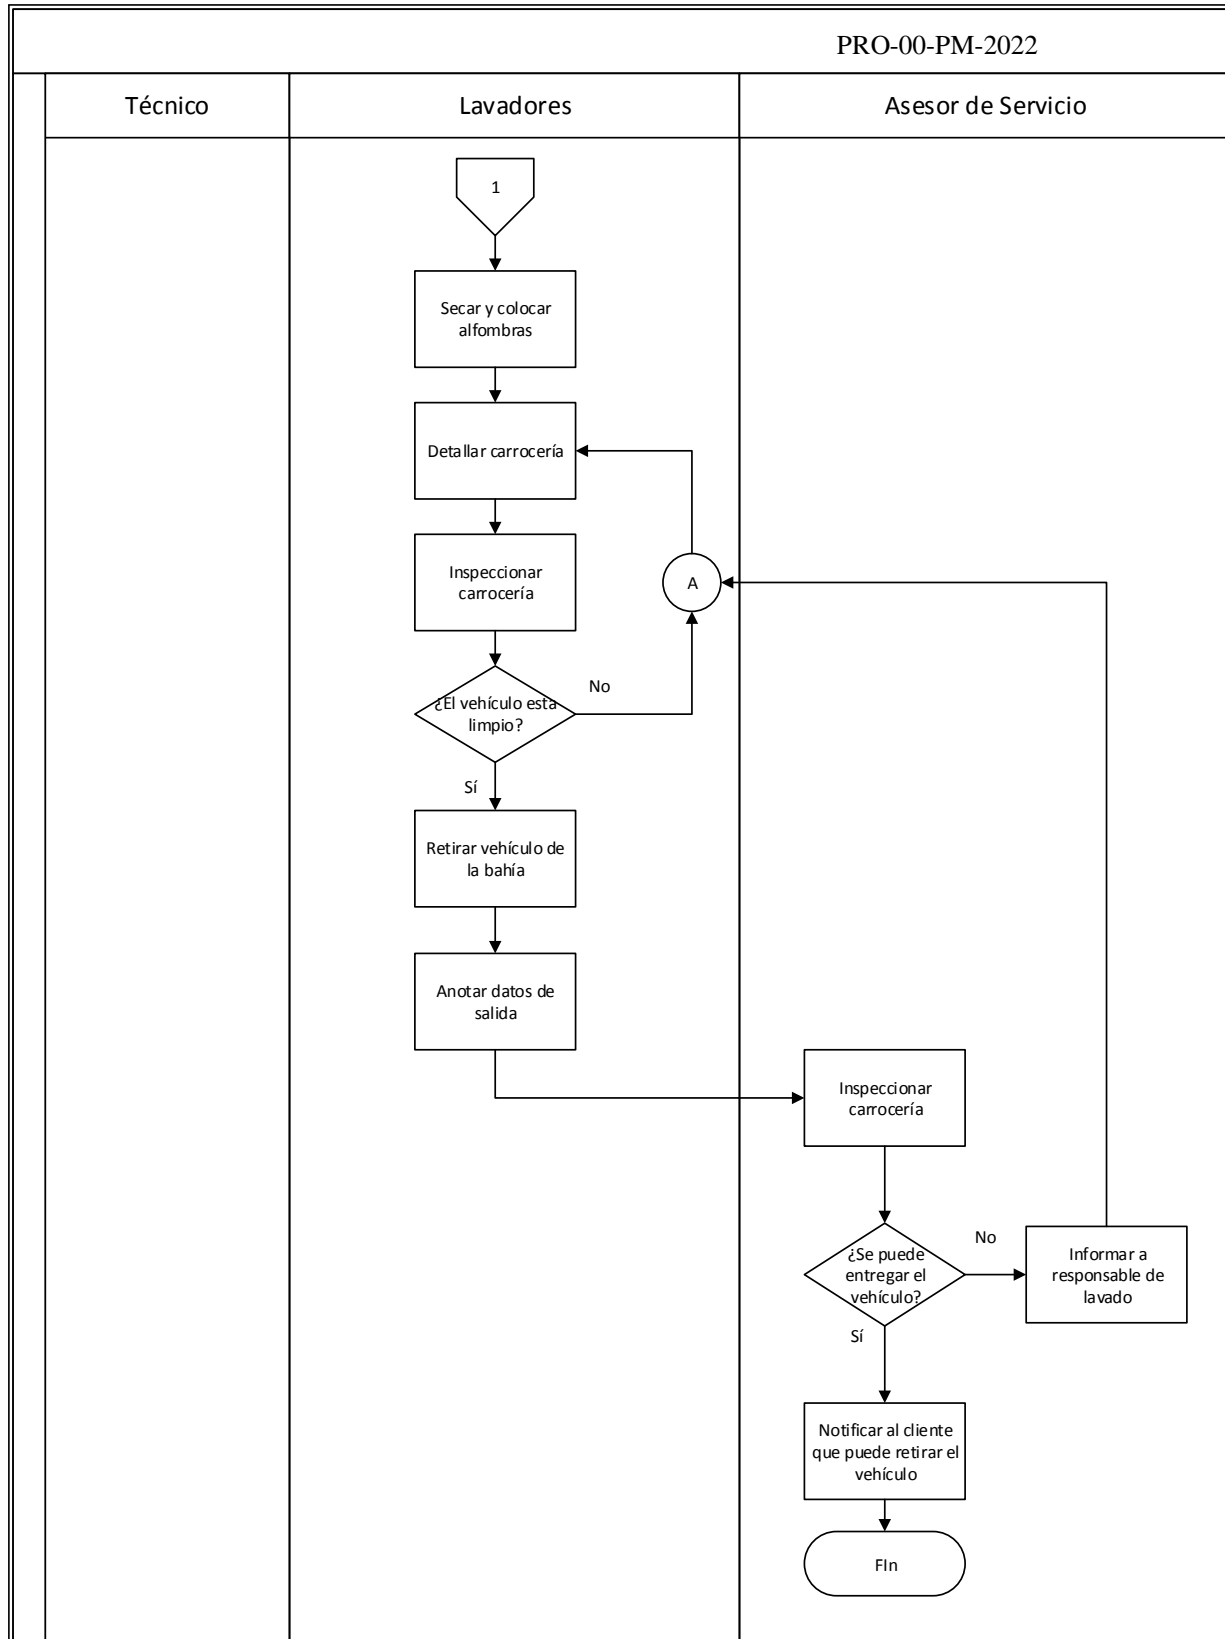 PRO-00-PM-2022
Técnico
Lavadores
Asesor de Servicio
1
Secar y colocar
alfombras
Detallar carrocería
Inspeccionar
carrocería
A
¿El vehículo esta
limpio?
No
Sí
Retirar vehículo de
la bahía
Anotar datos de
salida
Inspeccionar
carrocería
¿Se puede
entregar el
vehículo?
No
Informar a
responsable de
lavado
Sí
Notificar al cliente
que puede retirar el
vehículo
FIn